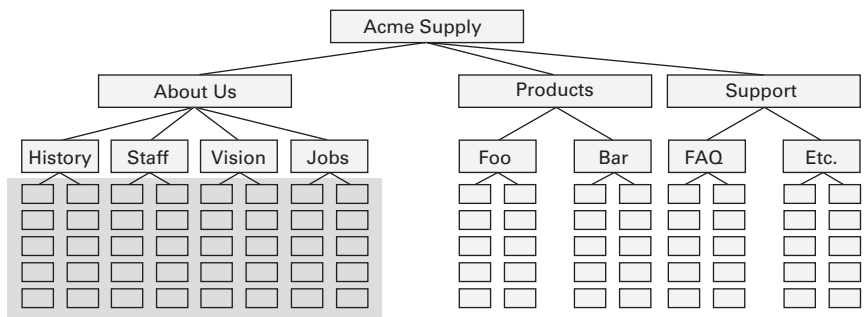 Acme Supply
About Us
Products
Support
History
Staff
Vision
Jobs
Foo
Bar
FAQ
Etc.